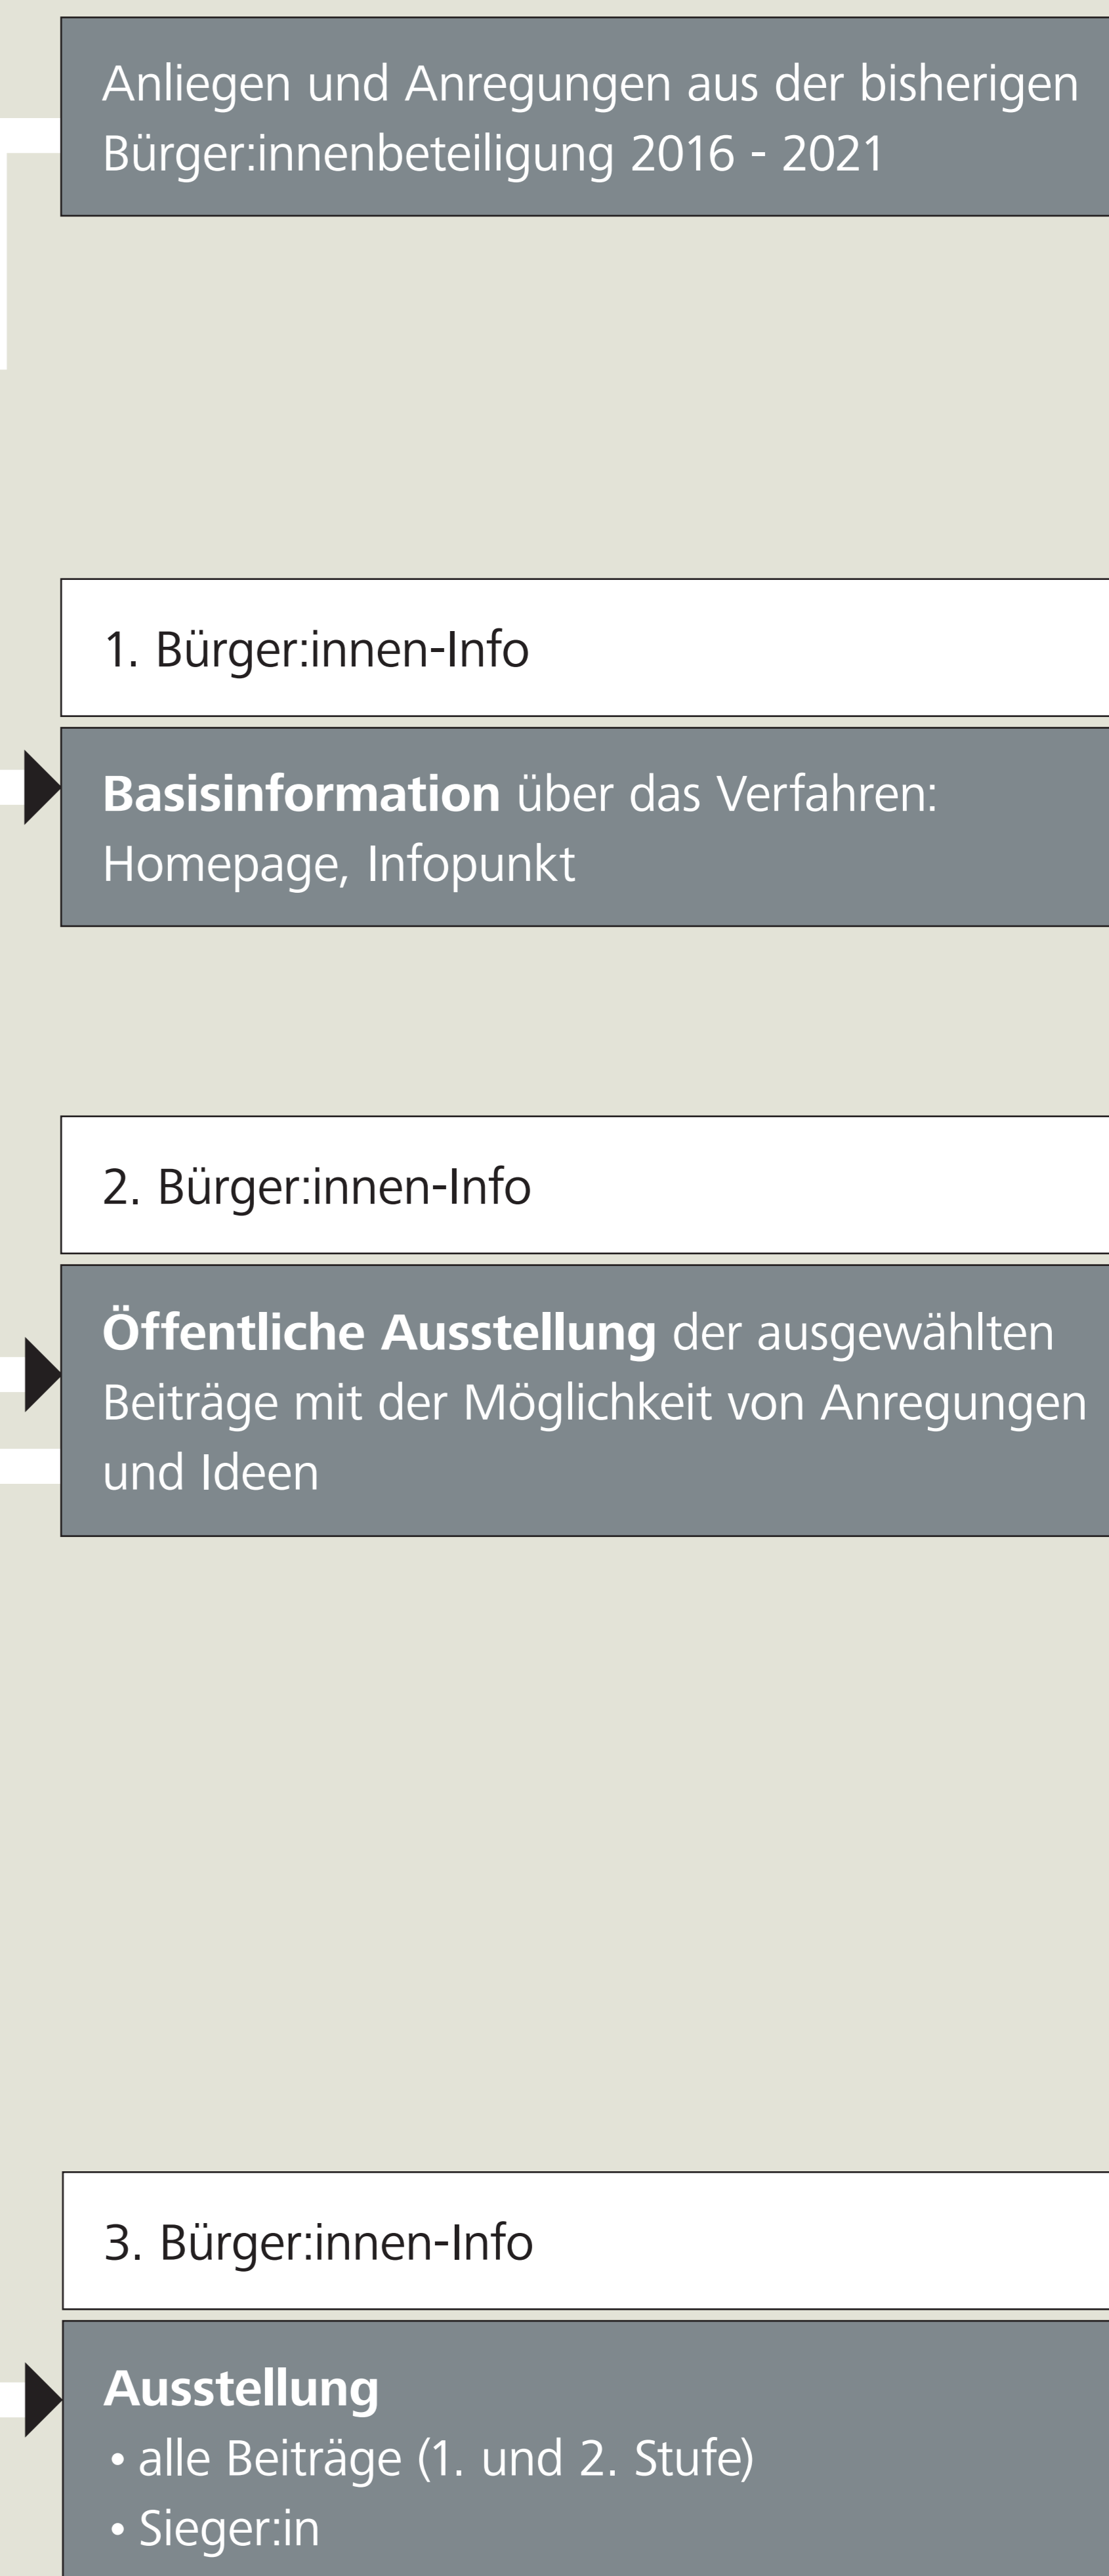 Anliegen und Anregungen aus der bisherigen
Bürger:innenbeteiligung 2016 - 2021
1. Bürger:innen-Info
Basisinformation über das Verfahren:
Homepage, Infopunkt
2. Bürger:innen-Info
Öffentliche Ausstellung der ausgewählten
Beiträge mit der Möglichkeit von Anregungen
und Ideen
3. Bürger:innen-Info
Ausstellung
• alle Beiträge (1. und 2. Stufe)
• Sieger:in